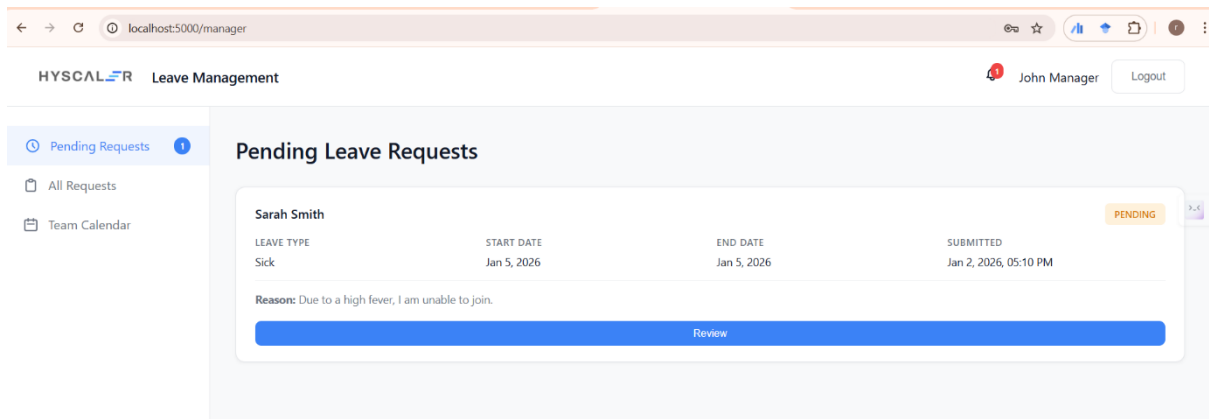 localhost:5000/manager
r
HYSCALER Leave Management
1
John Manager
Logout
Pending Requests 1
All Requests
Team Calendar
Pending Leave Requests
Sarah Smith
PENDING
LEAVE TYPE START DATE END DATE SUBMITTED
Sick Jan 5, 2026 Jan 5, 2026 Jan 2, 2026, 05:10 PM
Reason: Due to a high fever, I am unable to join.
Review